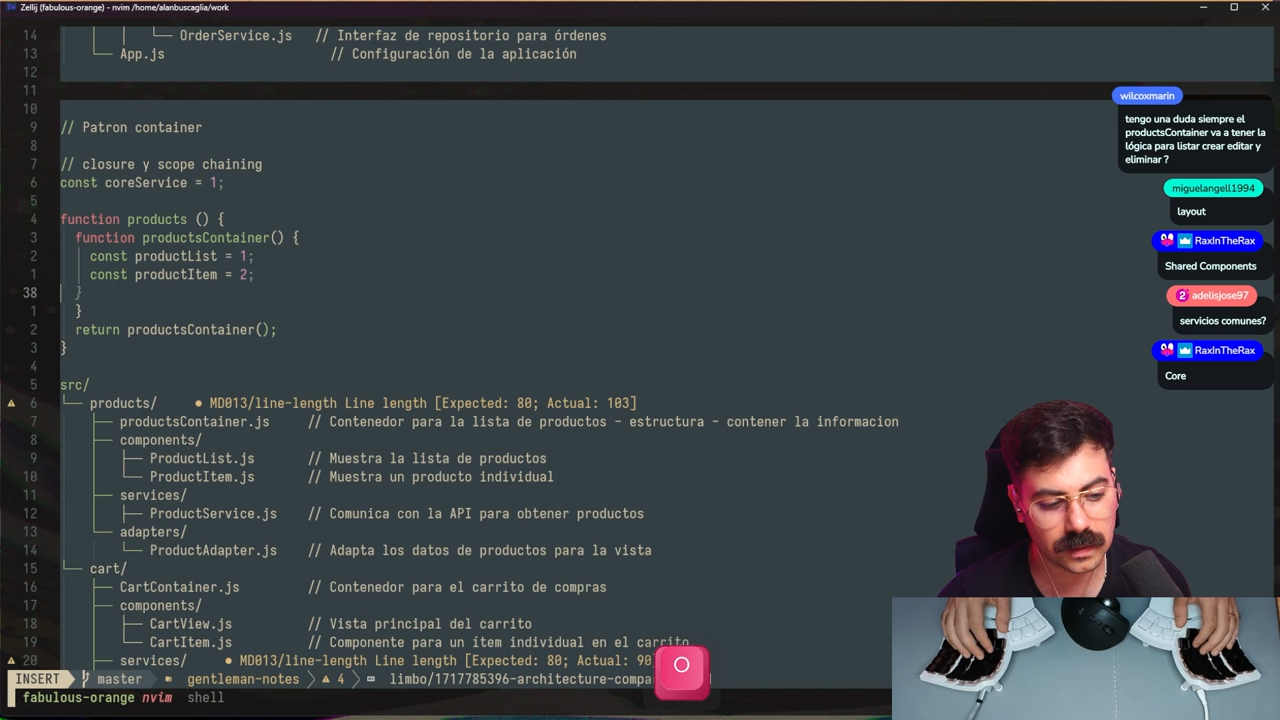 Zellij (fabulous-orange) - nvim /home/alanbuscaglia/work
14 │ │ └── OrderService.js // Interfaz de repositorio para órdenes
13 └── App.js // Configuración de la aplicación
12
11
10
9 // Patron container
8
7 // closure y scope chaining
6 const coreService = 1;
5
4 function products () {
3 function productsContainer() {
2 const productList = 1;
1 const productItem = 2;
38 }
1 }
2 return productsContainer();
3 }
4
5 src/
6 └── products/ ● MD013/line-length Line length [Expected: 80; Actual: 103]
7 ├── productsContainer.js // Contenedor para la lista de productos - estructura - contener la informacion
8 ├── components/
9 │ ├── ProductList.js // Muestra la lista de productos
10 │ └── ProductItem.js // Muestra un producto individual
11 ├── services/
12 │ ├── ProductService.js // Comunica con la API para obtener productos
13 ├── adapters/
14 │ └── ProductAdapter.js // Adapta los datos de productos para la vista
15 └── cart/
16 ├── CartContainer.js // Contenedor para el carrito de compras
17 ├── components/
18 │ ├── CartView.js // Vista principal del carrito
19 │ ├── CartItem.js // Componente para un ítem individual en el carrito
20 ├── services/ ● MD013/line-length Line length [Expected: 80; Actual: 90
INSERT master gentleman-notes 4 limbo/1717785396-architecture-compa
fabulous-orange nvim shell
O
wilcoxmarin
tengo una duda siempre el
productsContainer va a tener la
lógica para listar crear editar y
eliminar ?
miguelangell1994
layout
RaxInTheRax
Shared Components
2 adelisjose97
servicios comunes?
RaxInTheRax
Core